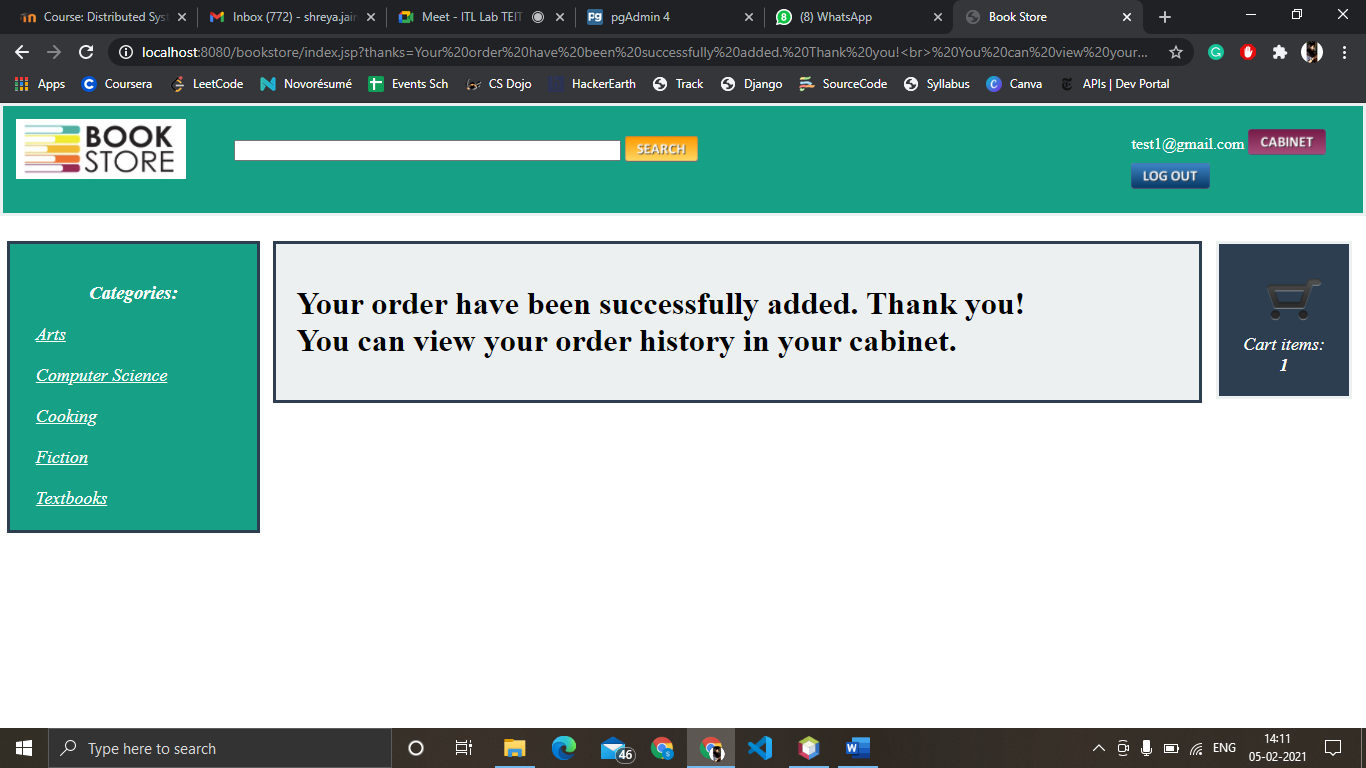 Course: Distributed Syst
Inbox (772) - shreya.jain
Meet - ITL Lab TEIT
Pg
pgAdmin 4
8
(8) WhatsApp
Book Store
localhost:8080/bookstore/index.jsp?thanks=Your%20order%20have%20been%20successfully%20added.%20Thank%20you!<br>%20You%20can%20view%20your...
Apps
Coursera
LeetCode
Novorésumé
Events Sch
CS Dojo
HackerEarth
Track
Django
SourceCode
Syllabus
Canva
APIs | Dev Portal
BOOK
STORE
SEARCH
test1@gmail.com
CABINET
LOG OUT
Categories:
Arts
Computer Science
Cooking
Fiction
Textbooks
Your order have been successfully added. Thank you!
You can view your order history in your cabinet.
Cart items:
1
Type here to search
46
ENG
14:11
05-02-2021